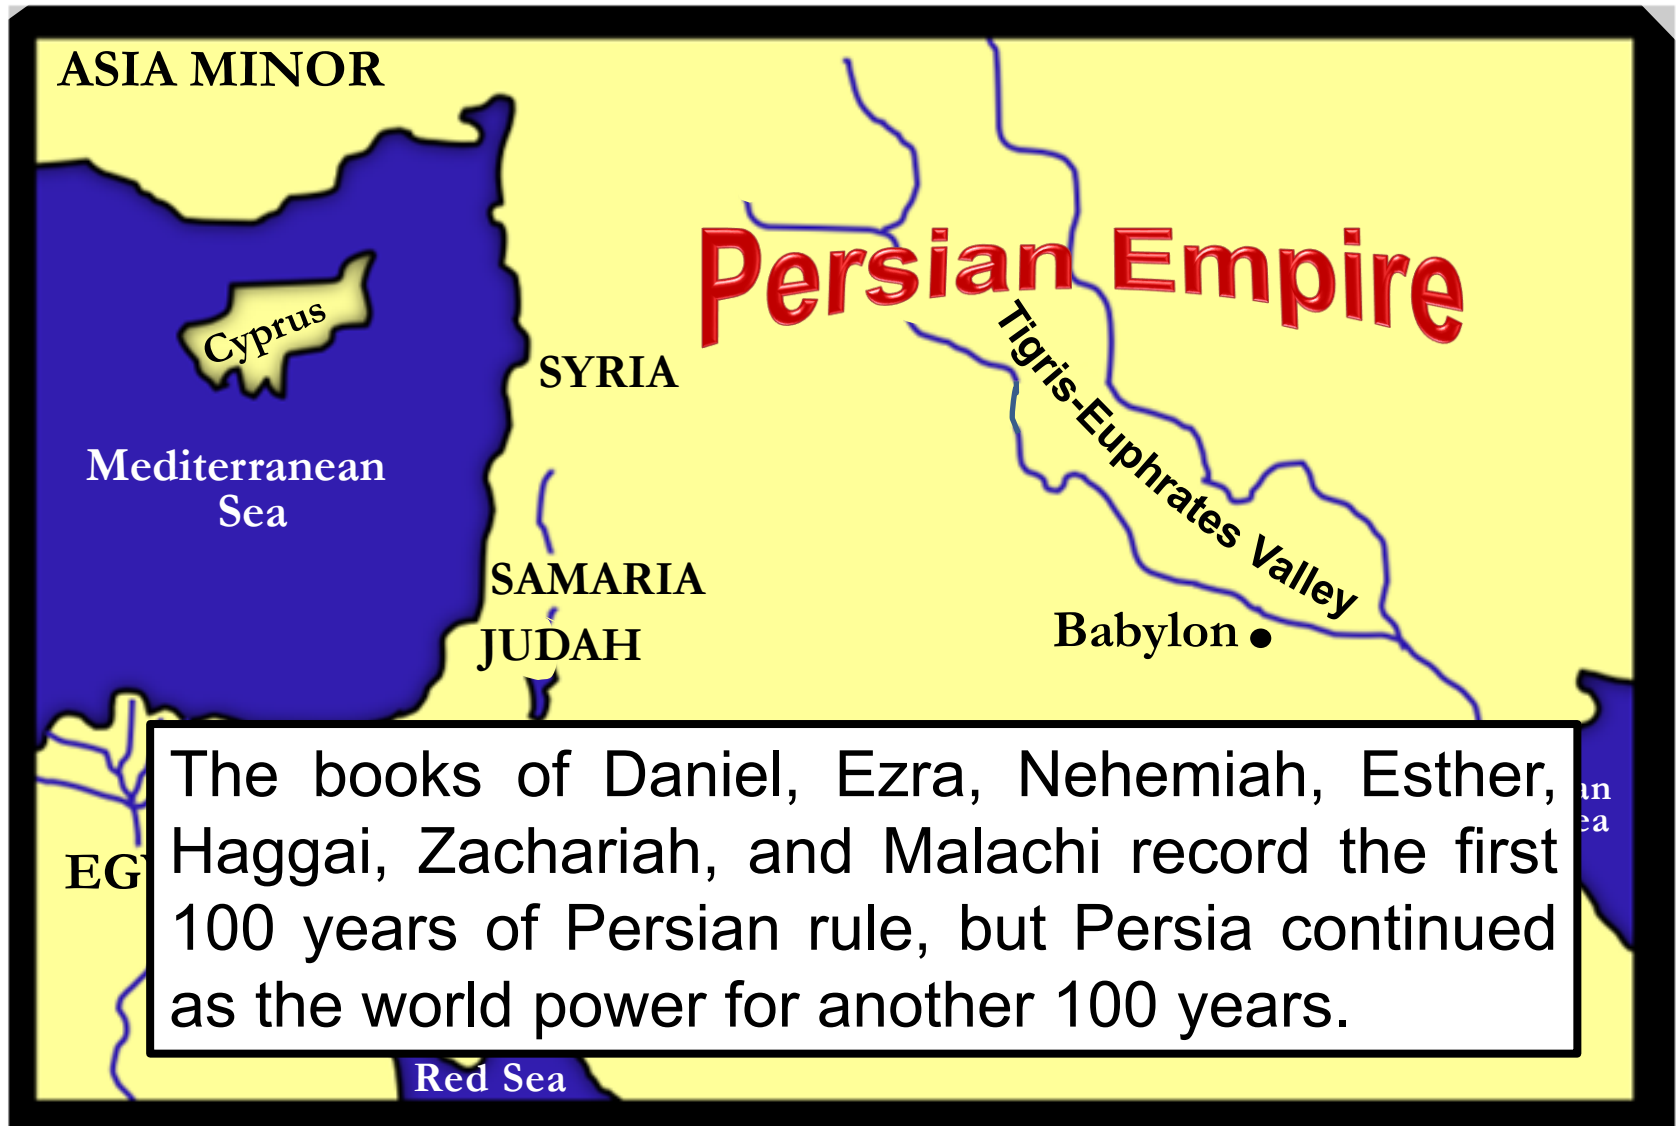 ASIA MINOR
Persian Empire
Cyprus
Tigris-Euphrates Valley
SYRIA
Mediterranean
Sea
SAMARIA
JUDAH
Babylon
The books of Daniel, Ezra, Nehemiah, Esther,
Haggai, Zachariah, and Malachi record the first
100 years of Persian rule, but Persia continued
as the world power for another 100 years.
Red Sea